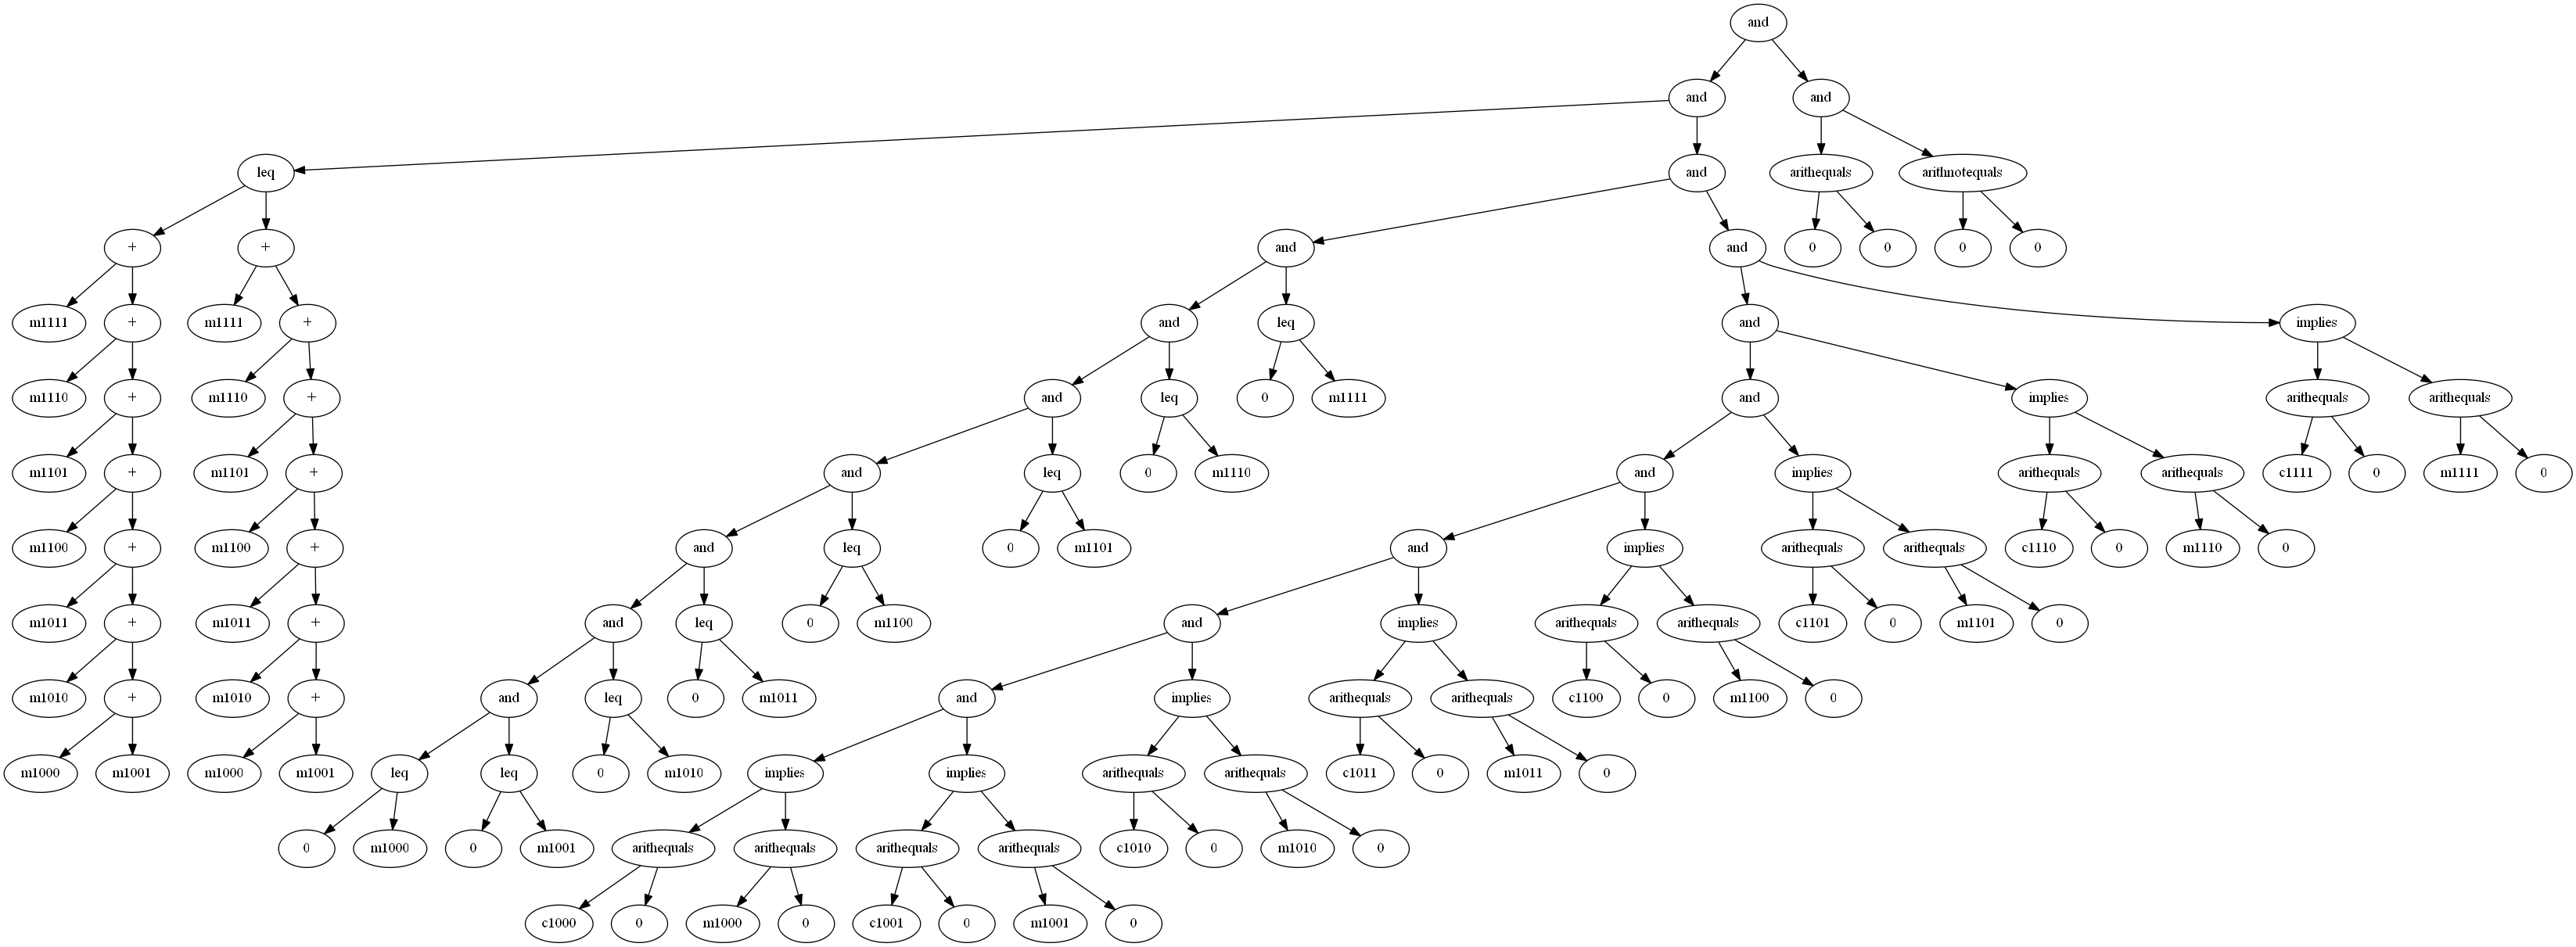 and
and and
leq and arithequals arithnotequals
+ + and and 0 0 0 0
m1111 + m1111 + and leq and implies
m1110 + m1110 + and leq 0 m1111 and implies arithequals arithequals
m1101 + m1101 + and leq 0 m1110 and implies arithequals arithequals c1111 0 m1111 0
m1100 + m1100 + and leq 0 m1101 and implies arithequals arithequals c1110 0 m1110 0
m1011 + m1011 + and leq 0 m1100 and implies arithequals arithequals c1101 0 m1101 0
m1010 + m1010 + and leq 0 m1011 and implies arithequals arithequals c1100 0 m1100 0
m1000 m1001 m1000 m1001 leq leq 0 m1010 implies implies arithequals arithequals c1011 0 m1011 0
0 m1000 0 m1001 arithequals arithequals arithequals arithequals c1010 0 m1010 0
c1000 0 m1000 0 c1001 0 m1001 0